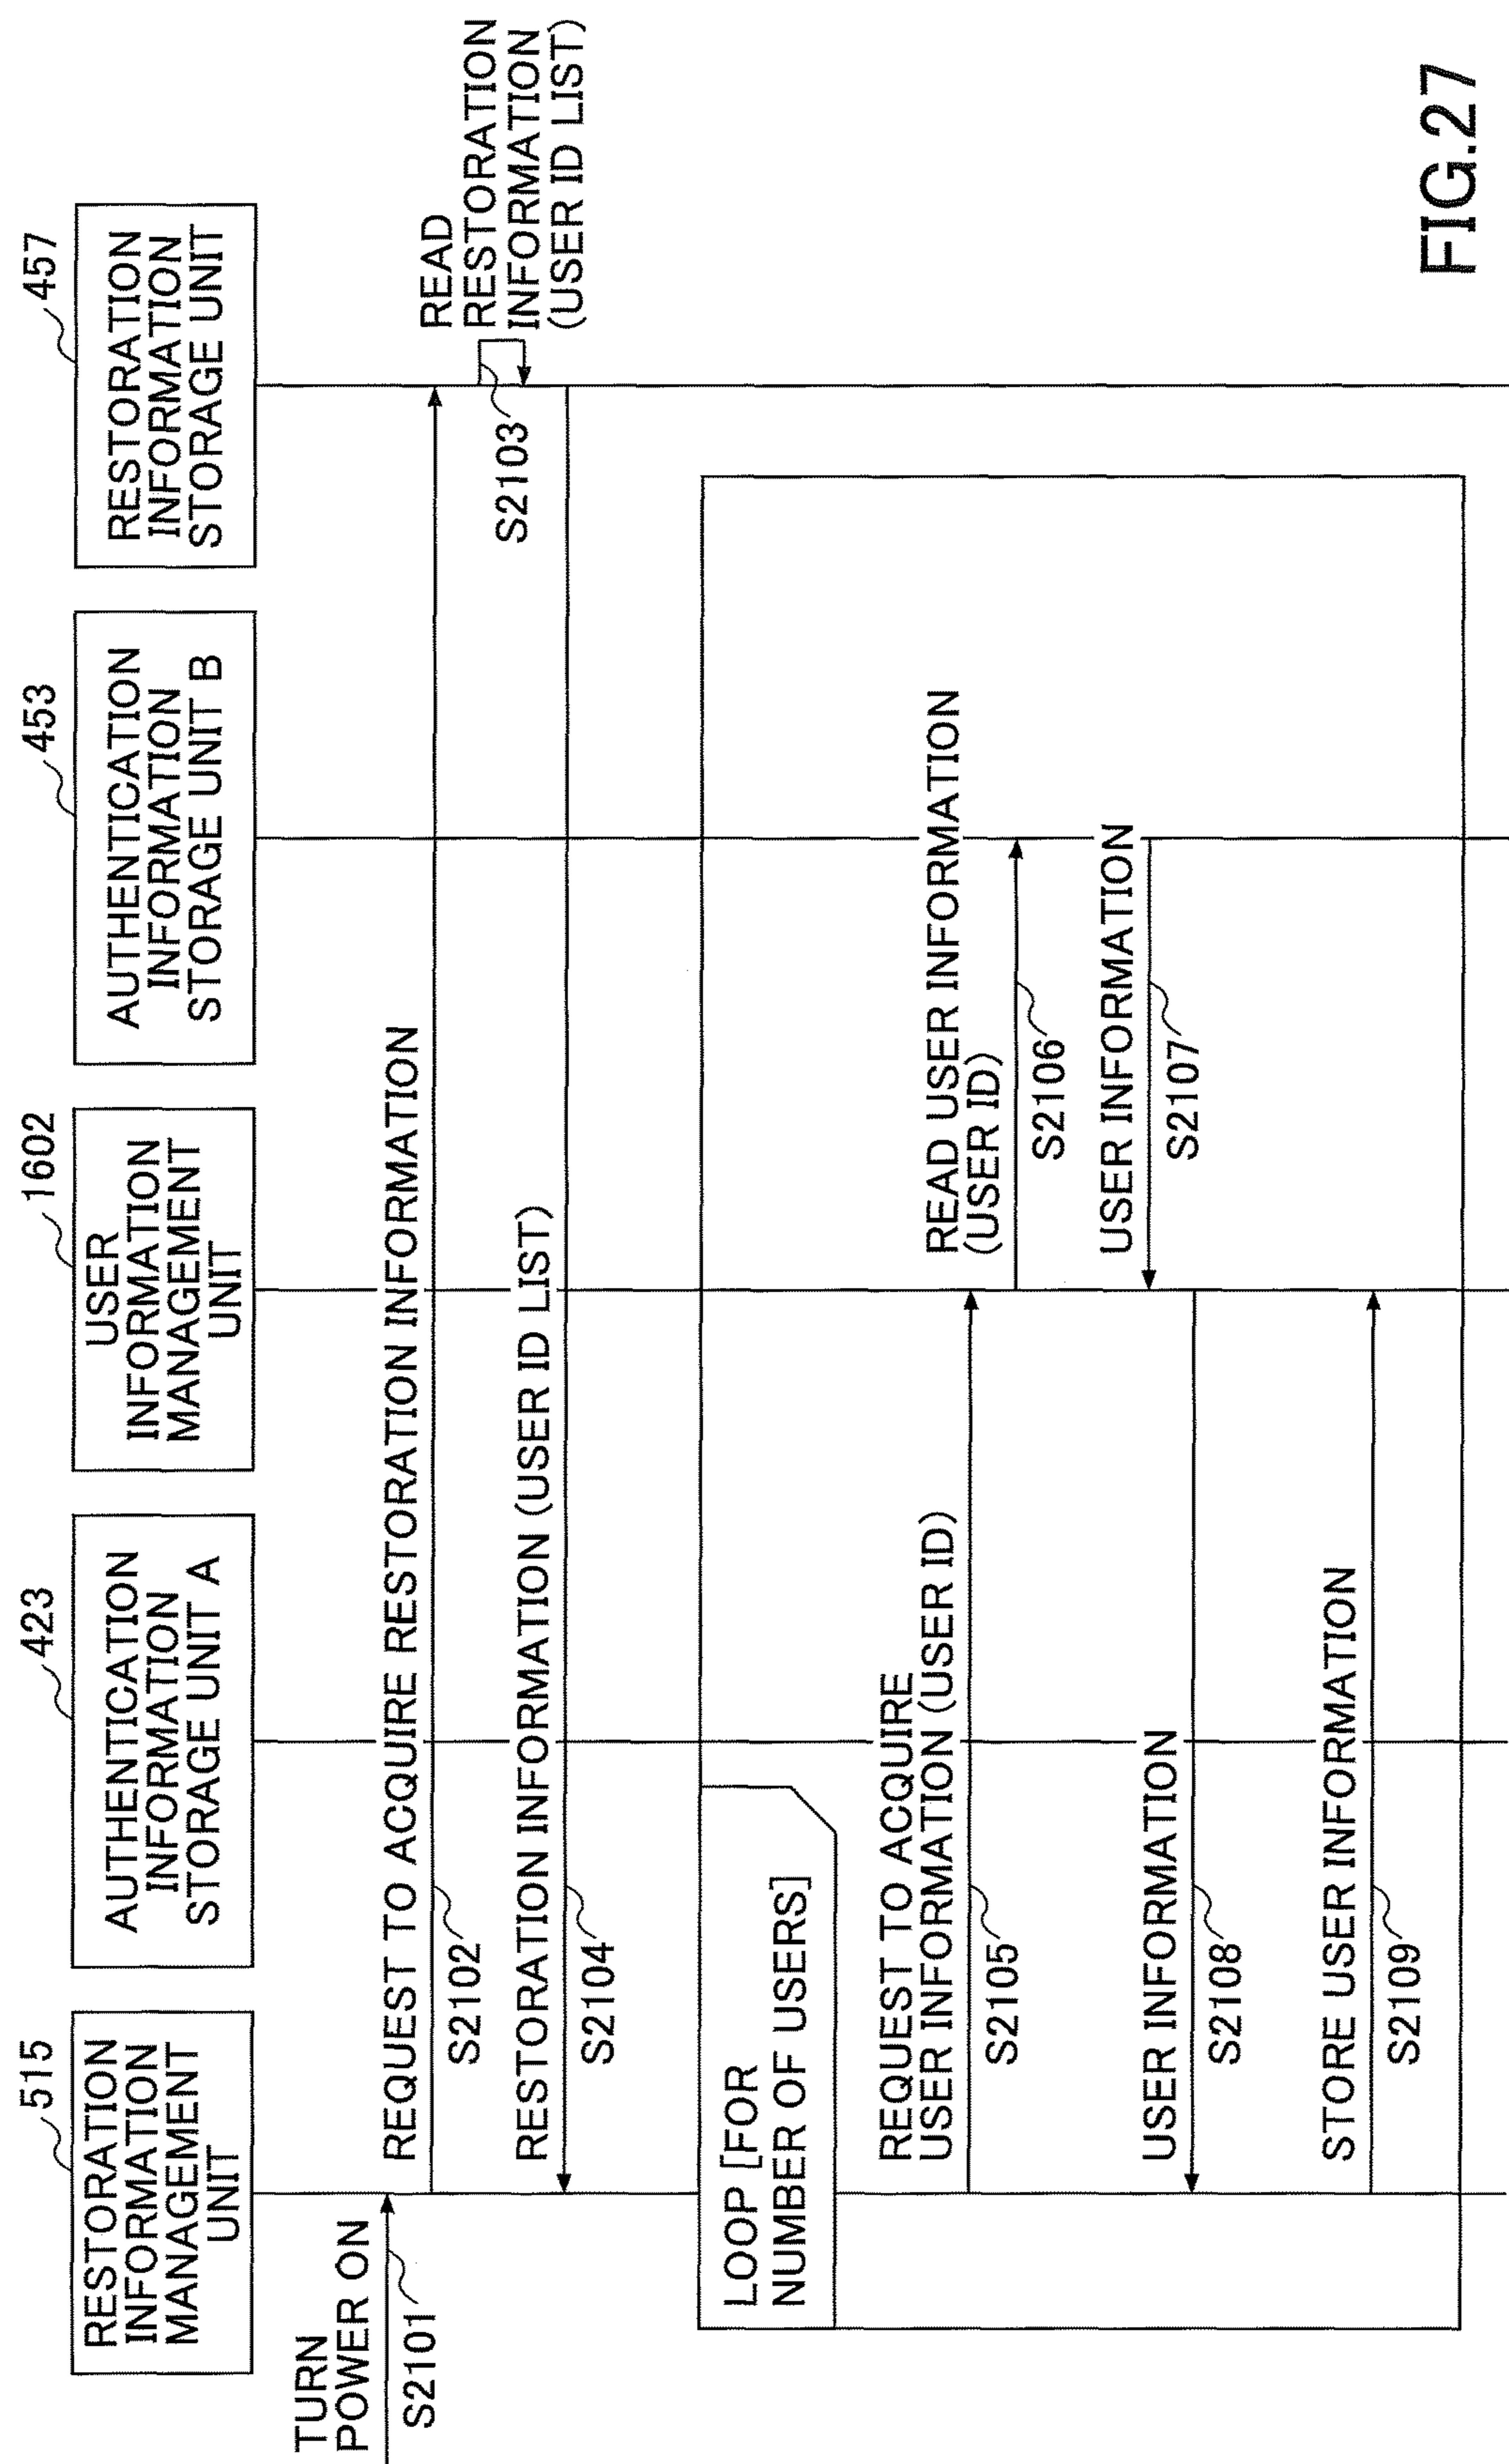 515
RESTORATION
INFORMATION
MANAGEMENT
UNIT
423
AUTHENTICATION
INFORMATION
STORAGE UNIT A
1602
USER
INFORMATION
MANAGEMENT
UNIT
453
AUTHENTICATION
INFORMATION
STORAGE UNIT B
457
RESTORATION
INFORMATION
STORAGE UNIT
TURN
POWER ON
S2101
REQUEST TO ACQUIRE RESTORATION INFORMATION
S2102
READ
RESTORATION
INFORMATION
(USER ID LIST)
S2103
RESTORATION INFORMATION (USER ID LIST)
S2104
LOOP [FOR
NUMBER OF USERS]
REQUEST TO ACQUIRE
USER INFORMATION (USER ID)
S2105
READ USER INFORMATION
(USER ID)
S2106
USER INFORMATION
S2107
USER INFORMATION
S2108
STORE USER INFORMATION
S2109
FIG.27